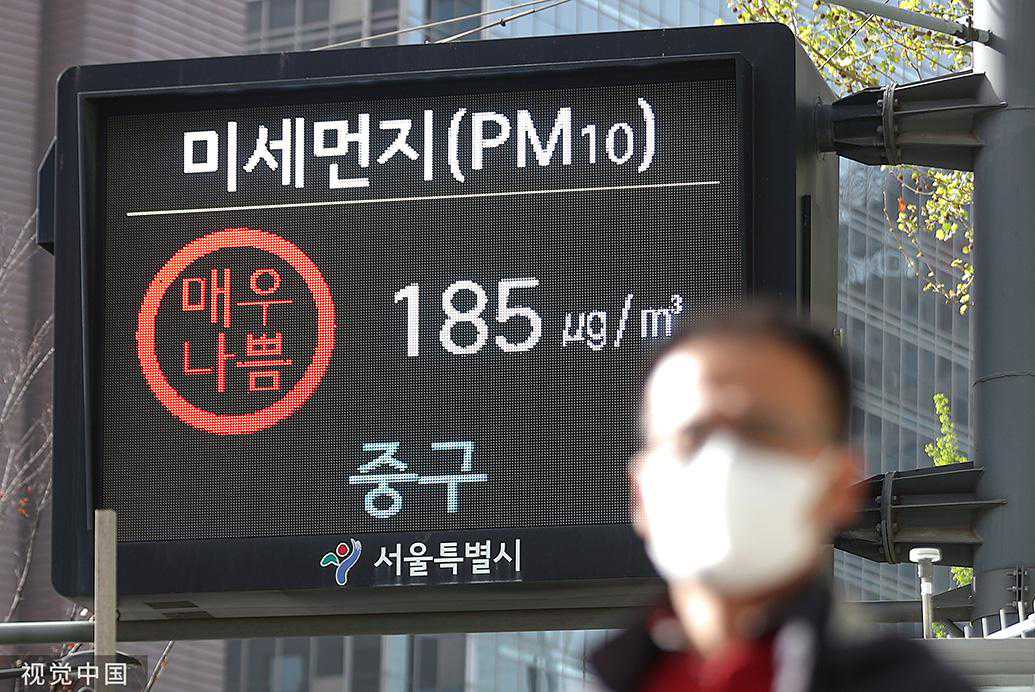 미세먼지(PM10)
매우
나쁨
185 µg/m³
중구
서울특별시
视觉中国